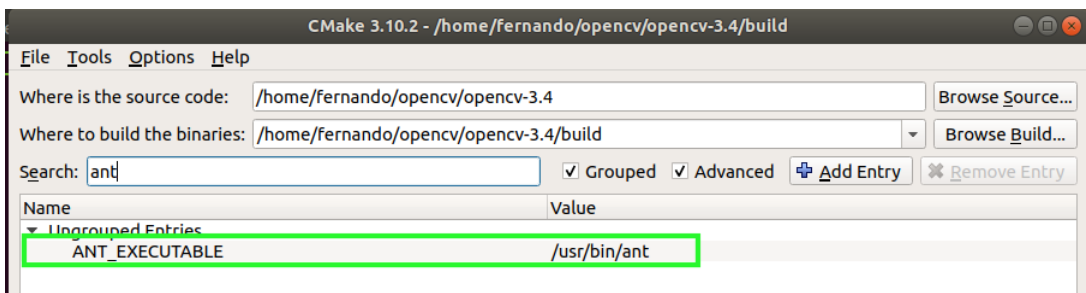 CMake 3.10.2 - /home/fernando/opencv/opencv-3.4/build
File Tools Options Help
Where is the source code: /home/fernando/opencv/opencv-3.4 Browse Source...
Where to build the binaries: /home/fernando/opencv/opencv-3.4/build Browse Build...
Search: ant Grouped Advanced Add Entry Remove Entry
Name Value
Ungrouped Entries
ANT_EXECUTABLE /usr/bin/ant